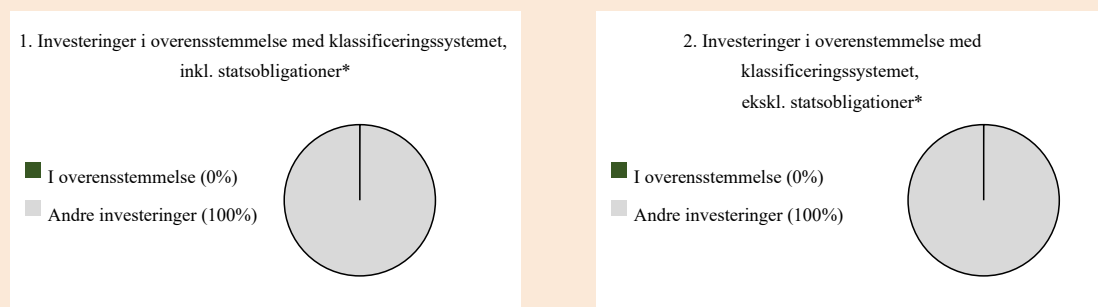 1. Investeringer i overensstemmelse med klassificeringssystemet,
inkl. statsobligationer*
I overensstemmelse (0%)
Andre investeringer (100%)
2. Investeringer i overenstemmelse med
klassificeringssystemet,
ekskl. statsobligationer*
I overensstemmelse (0%)
Andre investeringer (100%)